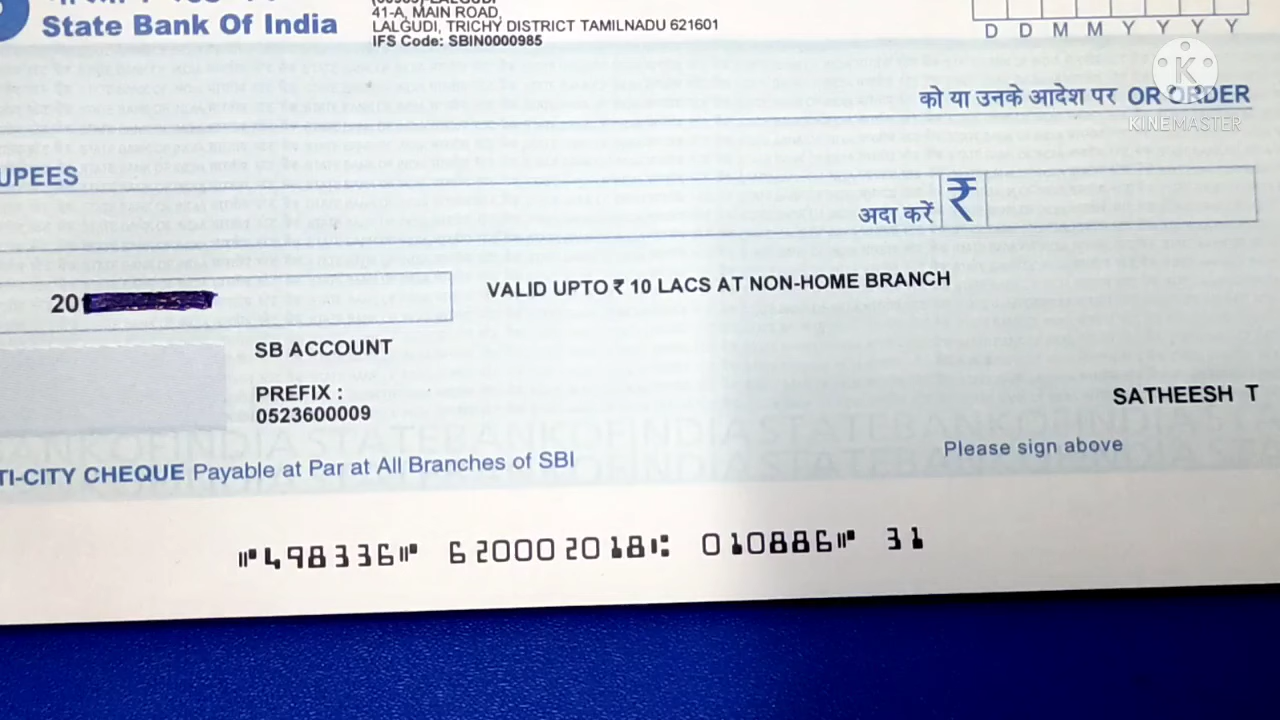 State Bank Of India
41-A, MAIN ROAD,
LALGUDI, TRICHY DISTRICT TAMILNADU 621601
IFS Code: SBIN0000985
D D M M Y Y Y Y
K
KINEMASTER
को या उनके आदेश पर OR ORDER
UPEES
अदा करें ₹
20
VALID UPTO ₹ 10 LACS AT NON-HOME BRANCH
SB ACCOUNT
PREFIX :
0523600009
SATHEESH T
Please sign above
TI-CITY CHEQUE Payable at Par at All Branches of SBI
⑈498336⑈ 620002018⑆ 010886⑈ 31